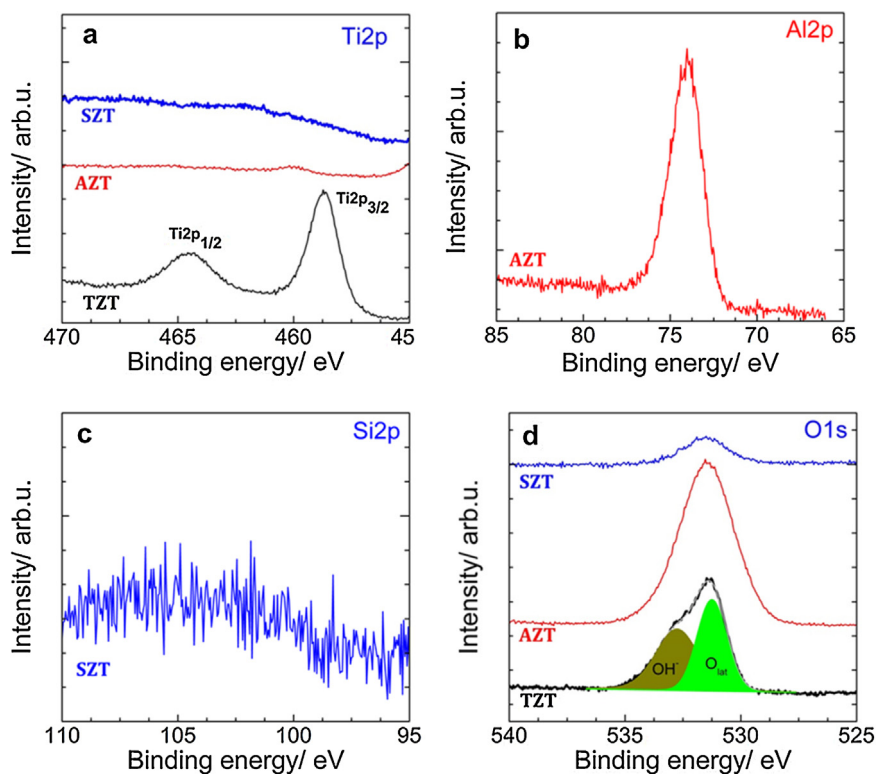 a
Ti2p
SZT
AZT
Ti2p3/2
Ti2p1/2
TZT
470 465 460 45
Binding energy/ eV
Intensity/ arb.u.
b
Al2p
AZT
85 80 75 70 65
Binding energy/ eV
Intensity/ arb.u.
c
Si2p
SZT
110 105 100 95
Binding energy/ eV
Intensity/ arb.u.
d
O1s
SZT
AZT
OH-
Olat
TZT
540 535 530 525
Binding energy/ eV
Intensity/ arb.u.